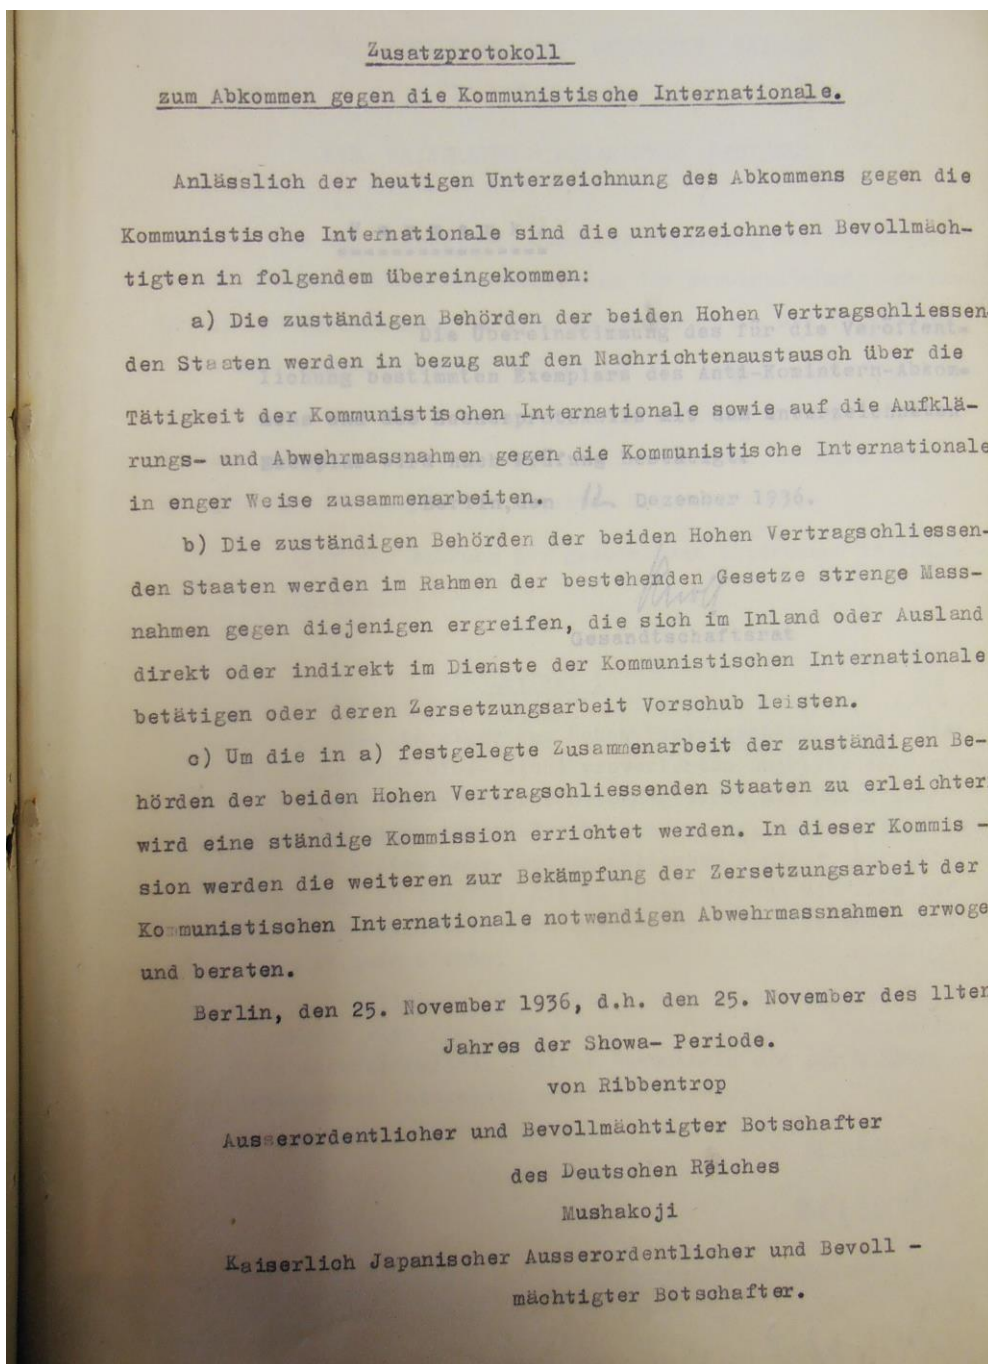 Zusatzprotokoll
zum Abkommen gegen die Kommunistische Internationale.
Anlässlich der heutigen Unterzeichnung des Abkommens gegen die
Kommunistische Internationale sind die unterzeichneten Bevollmäch-
tigten in folgendem übereingekommen:
a) Die zuständigen Behörden der beiden Hohen Vertragschliessen
den Staaten werden in bezug auf den Nachrichtenaustausch über die
Tätigkeit der Kommunistischen Internationale sowie auf die Aufklä-
rungs- und Abwehrmassnahmen gegen die Kommunistische Internationale
in enger Weise zusammenarbeiten.
b) Die zuständigen Behörden der beiden Hohen Vertragschliessen-
den Staaten werden im Rahmen der bestehenden Gesetze strenge Mass-
nahmen gegen diejenigen ergreifen, die sich im Inland oder Ausland
direkt oder indirekt im Dienste der Kommunistischen Internationale
betätigen oder deren Zersetzungsarbeit Vorschub leisten.
c) Um die in a) festgelegte Zusammenarbeit der zuständigen Be-
hörden der beiden Hohen Vertragschliessenden Staaten zu erleichter
wird eine ständige Kommission errichtet werden. In dieser Kommis -
sion werden die weiteren zur Bekämpfung der Zersetzungsarbeit der
Kommunistischen Internationale notwendigen Abwehrmassnahmen erwoge
und beraten.
Berlin, den 25. November 1936, d.h. den 25. November des 11ten
Jahres der Showa- Periode.
von Ribbentrop
Ausserordentlicher und Bevollmächtigter Botschafter
des Deutschen Reiches
Mushakoji
Kaiserlich Japanischer Ausserordentlicher und Bevoll -
mächtigter Botschafter.